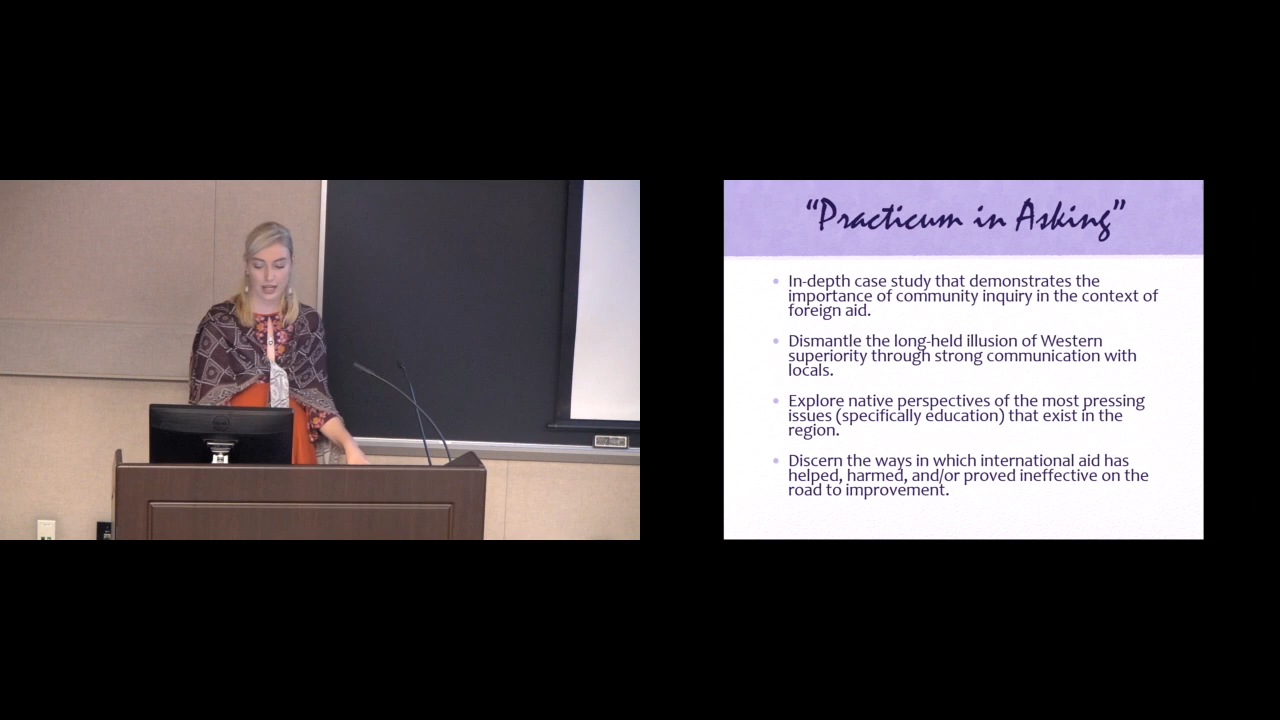 “Practicum in Asking”
• In-depth case study that demonstrates the
importance of community inquiry in the context of
foreign aid.
• Dismantle the long-held illusion of Western
superiority through strong communication with
locals.
• Explore native perspectives of the most pressing
issues (specifically education) that exist in the
region.
• Discern the ways in which international aid has
helped, harmed, and/or proved ineffective on the
road to improvement.